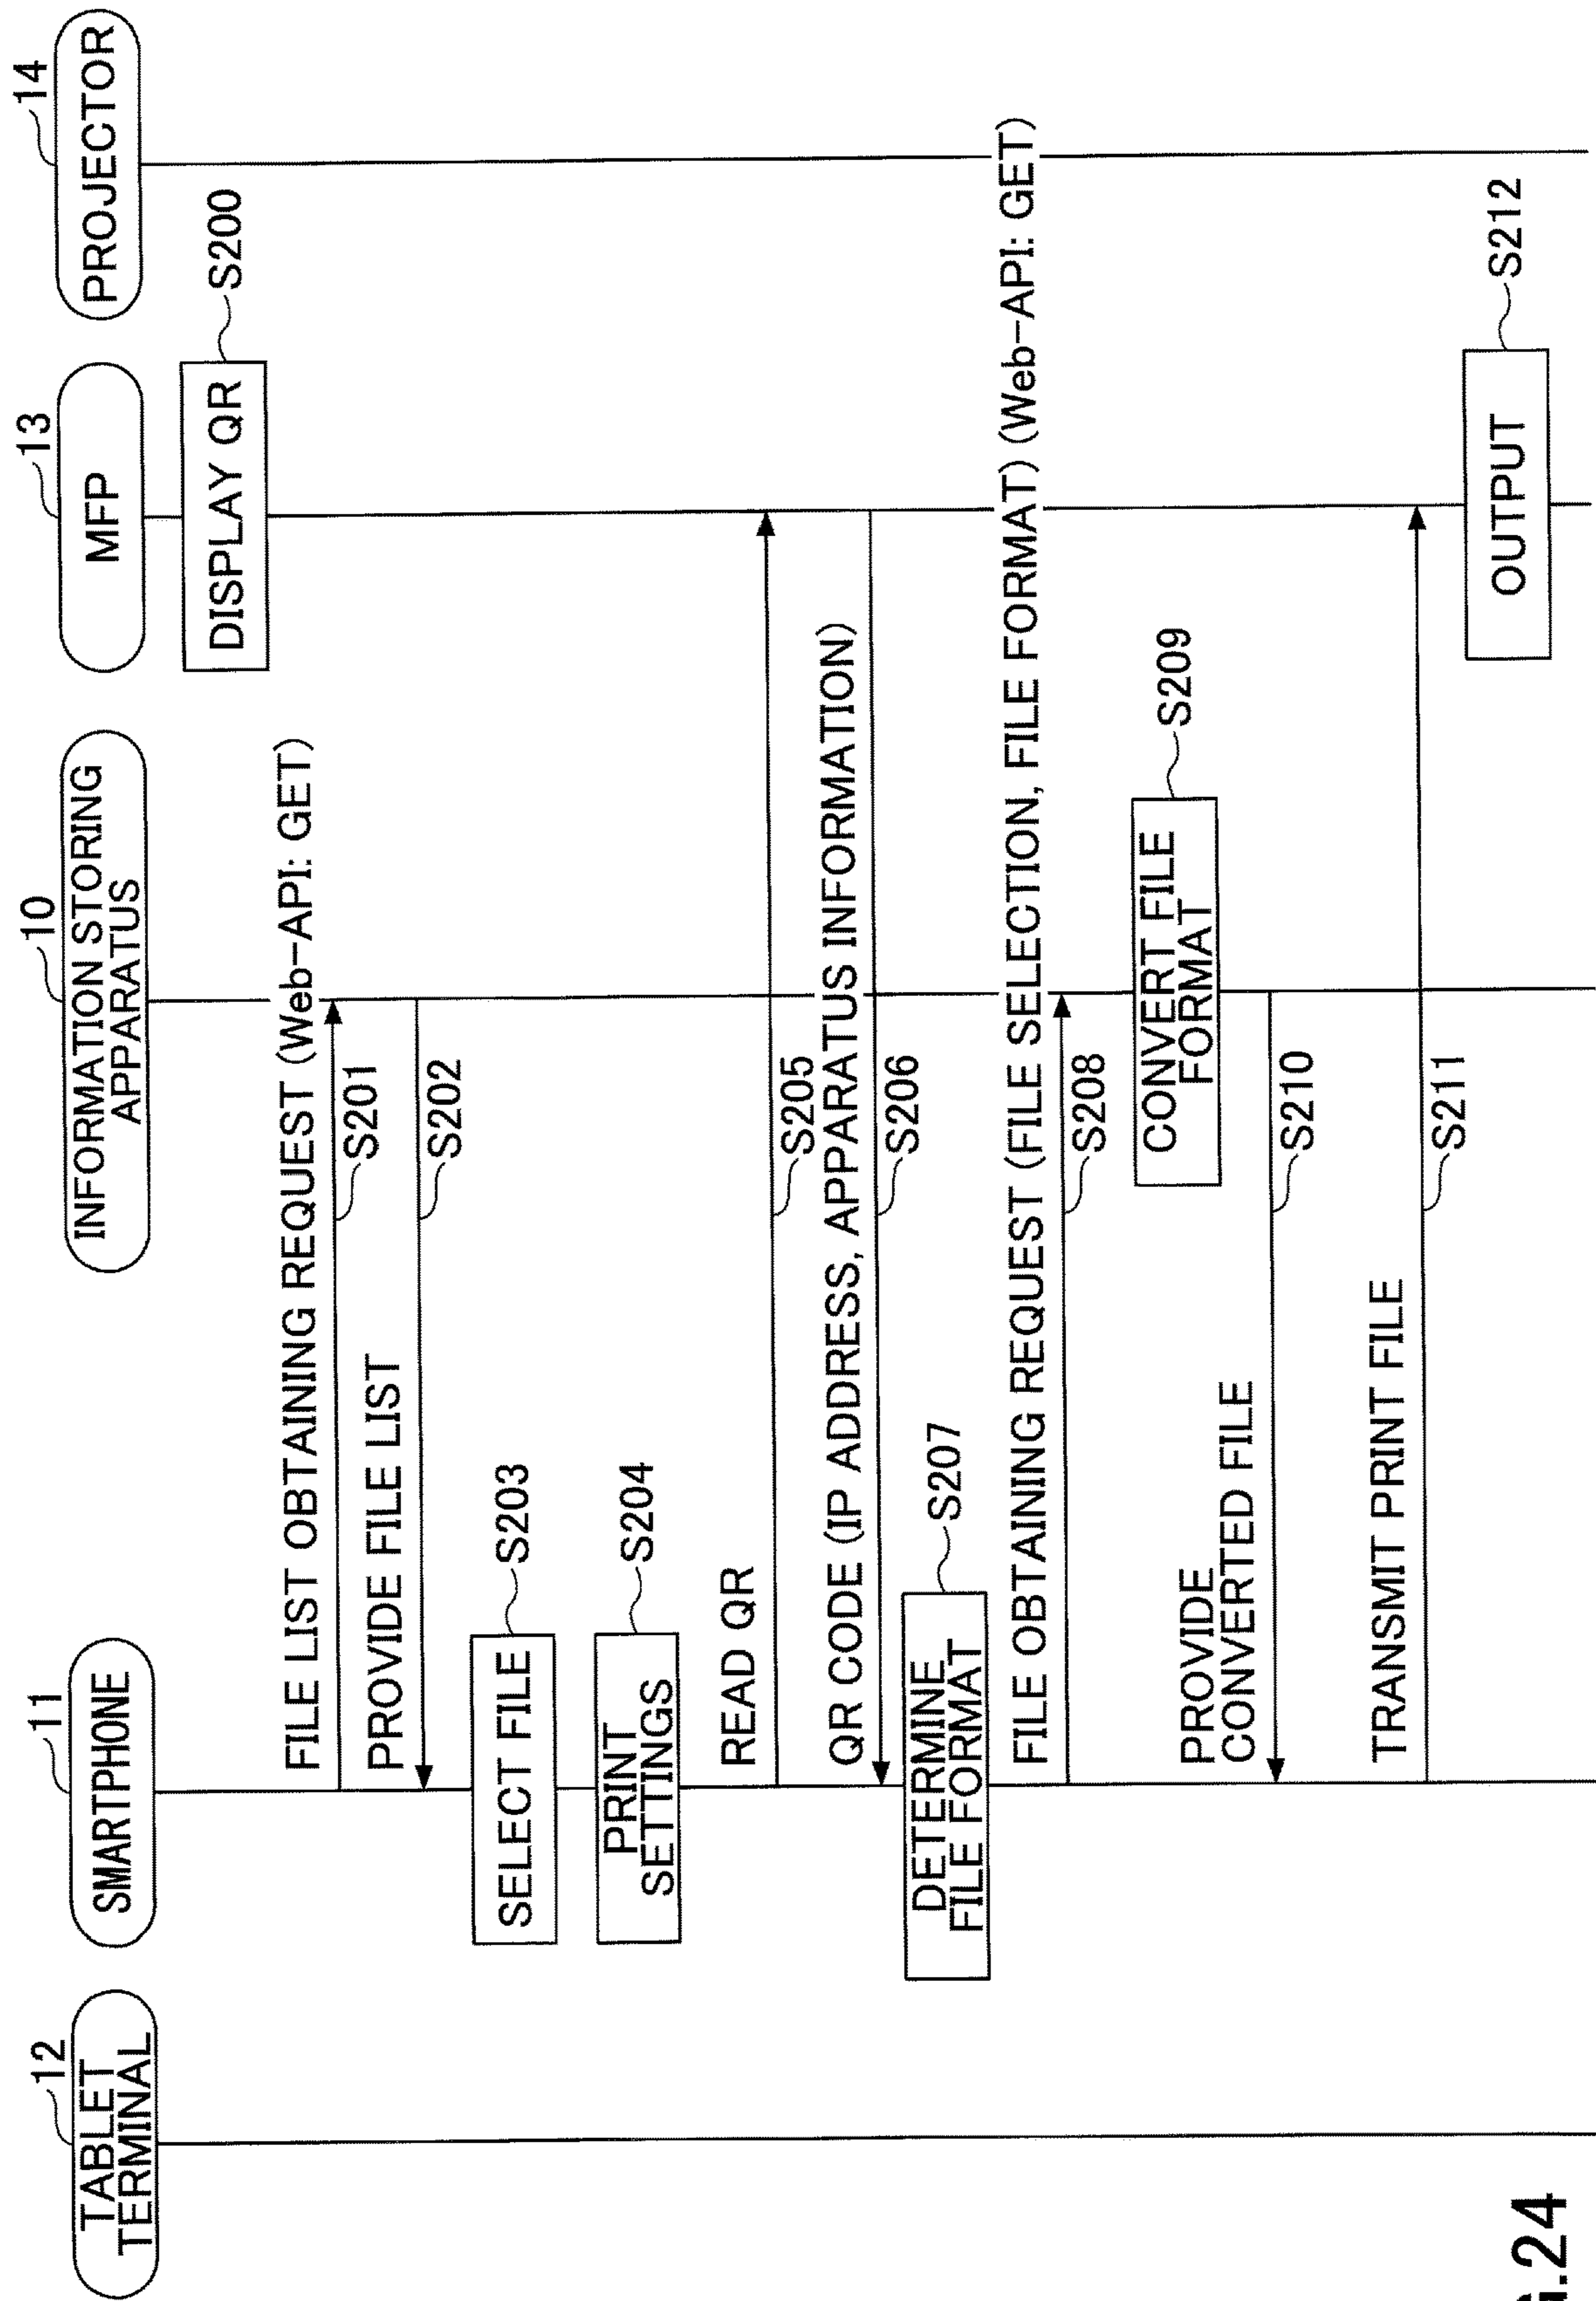 12
TABLET
TERMINAL
11
SMARTPHONE
10
INFORMATION STORING
APPARATUS
13
MFP
14
PROJECTOR
DISPLAY QR
S200
FILE LIST OBTAINING REQUEST (Web-API: GET)
S201
PROVIDE FILE LIST
S202
SELECT FILE
S203
PRINT
SETTINGS
S204
READ QR
S205
QR CODE (IP ADDRESS, APPARATUS INFORMATION)
S206
DETERMINE
FILE FORMAT
S207
FILE OBTAINING REQUEST (FILE SELECTION, FILE FORMAT) (Web-API: GET)
S208
CONVERT FILE
FORMAT
S209
PROVIDE
CONVERTED FILE
S210
TRANSMIT PRINT FILE
S211
OUTPUT
S212
.24